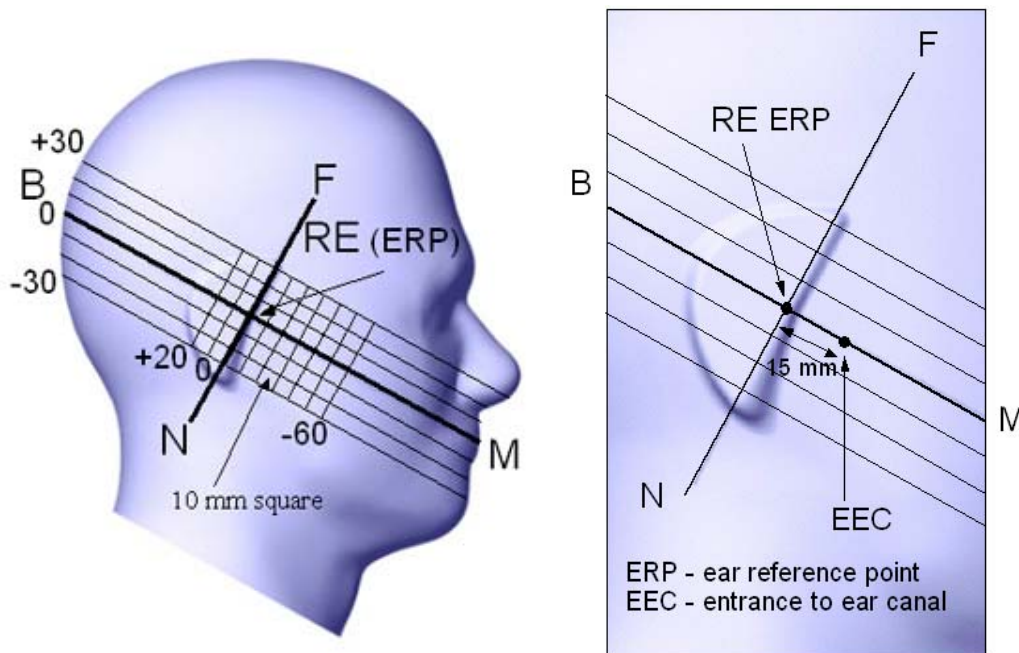 +30
B
0
-30
F
RE (ERP)
+20
0
N
-60
M
10 mm square
F
RE ERP
B
15 mm
M
N
EEC
ERP - ear reference point
EEC - entrance to ear canal